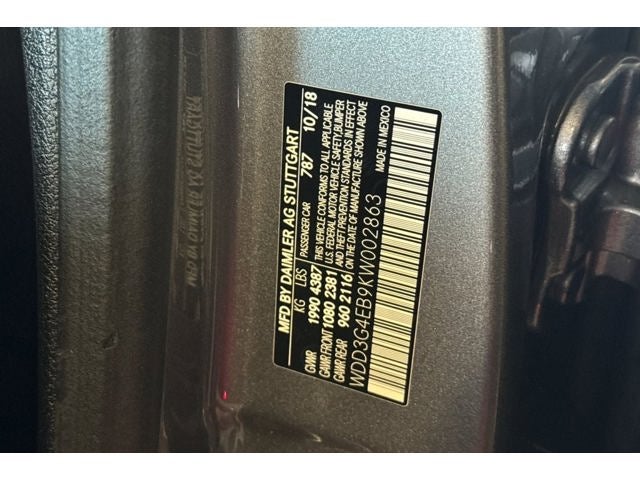 MFD BY DAIMLER AG STUTTGART
KG LBS PASSENGER CAR 787 10/18
GAWR 1990 4387 THIS VEHICLE CONFORMS TO ALL APPLICABLE
GAWR FRONT 1080 2381 U.S. FEDERAL MOTOR VEHICLE SAFETY, BUMPER
GAWR REAR 960 2116 AND THEFT PREVENTION STANDARDS IN EFFECT
ON THE DATE OF MANUFACTURE SHOWN ABOVE
WDD3G4EB9KW002863 MADE IN MEXICO